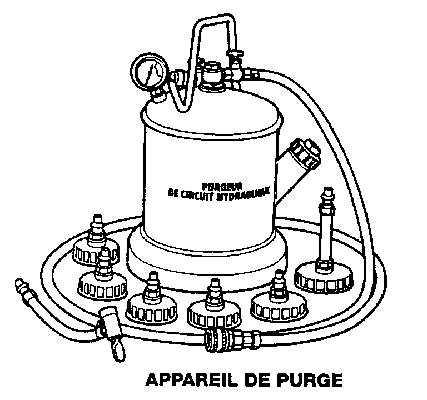 PURGEUR
DE CIRCUIT HYDRAULIQUE
APPAREIL DE PURGE